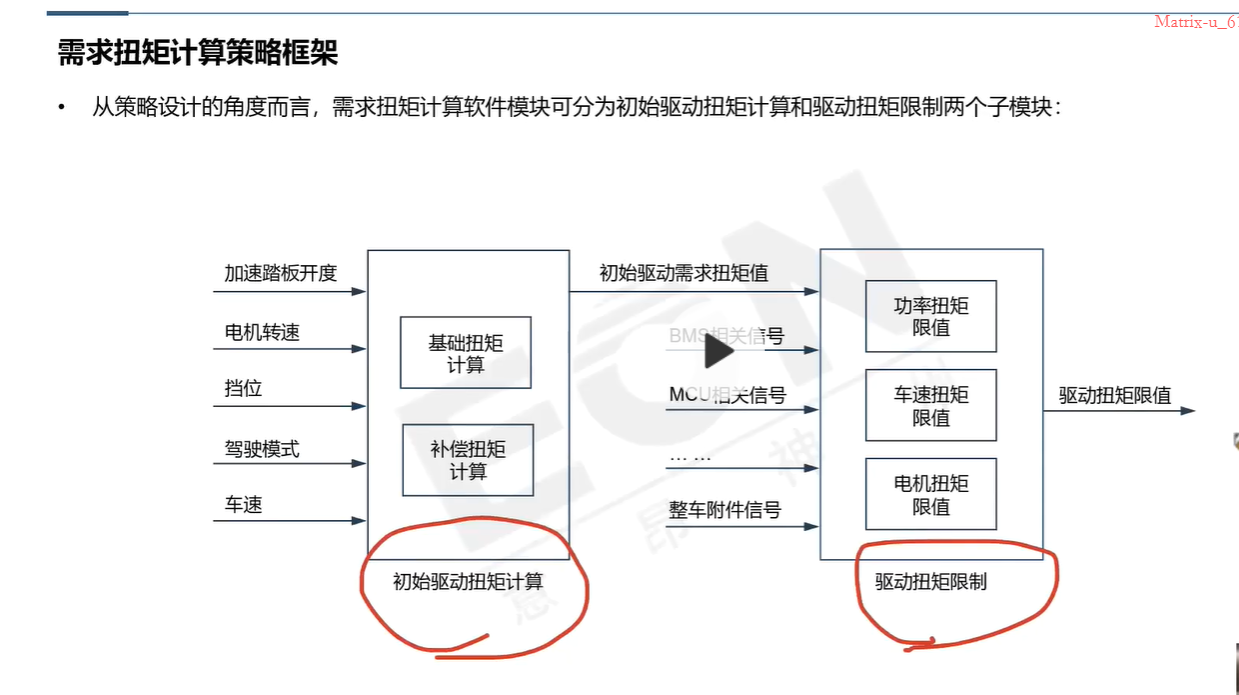 Matrix-u_61
需求扭矩计算策略框架
• 从策略设计的角度而言，需求扭矩计算软件模块可分为初始驱动扭矩计算和驱动扭矩限制两个子模块：
加速踏板开度
电机转速
挡位
驾驶模式
车速
基础扭矩
计算
补偿扭矩
计算
初始驱动扭矩计算
初始驱动需求扭矩值
BMS相关信号
MCU相关信号
... ...
整车附件信号
功率扭矩
限值
车速扭矩
限值
电机扭矩
限值
驱动扭矩限制
驱动扭矩限值
EON
意 昂 神 州